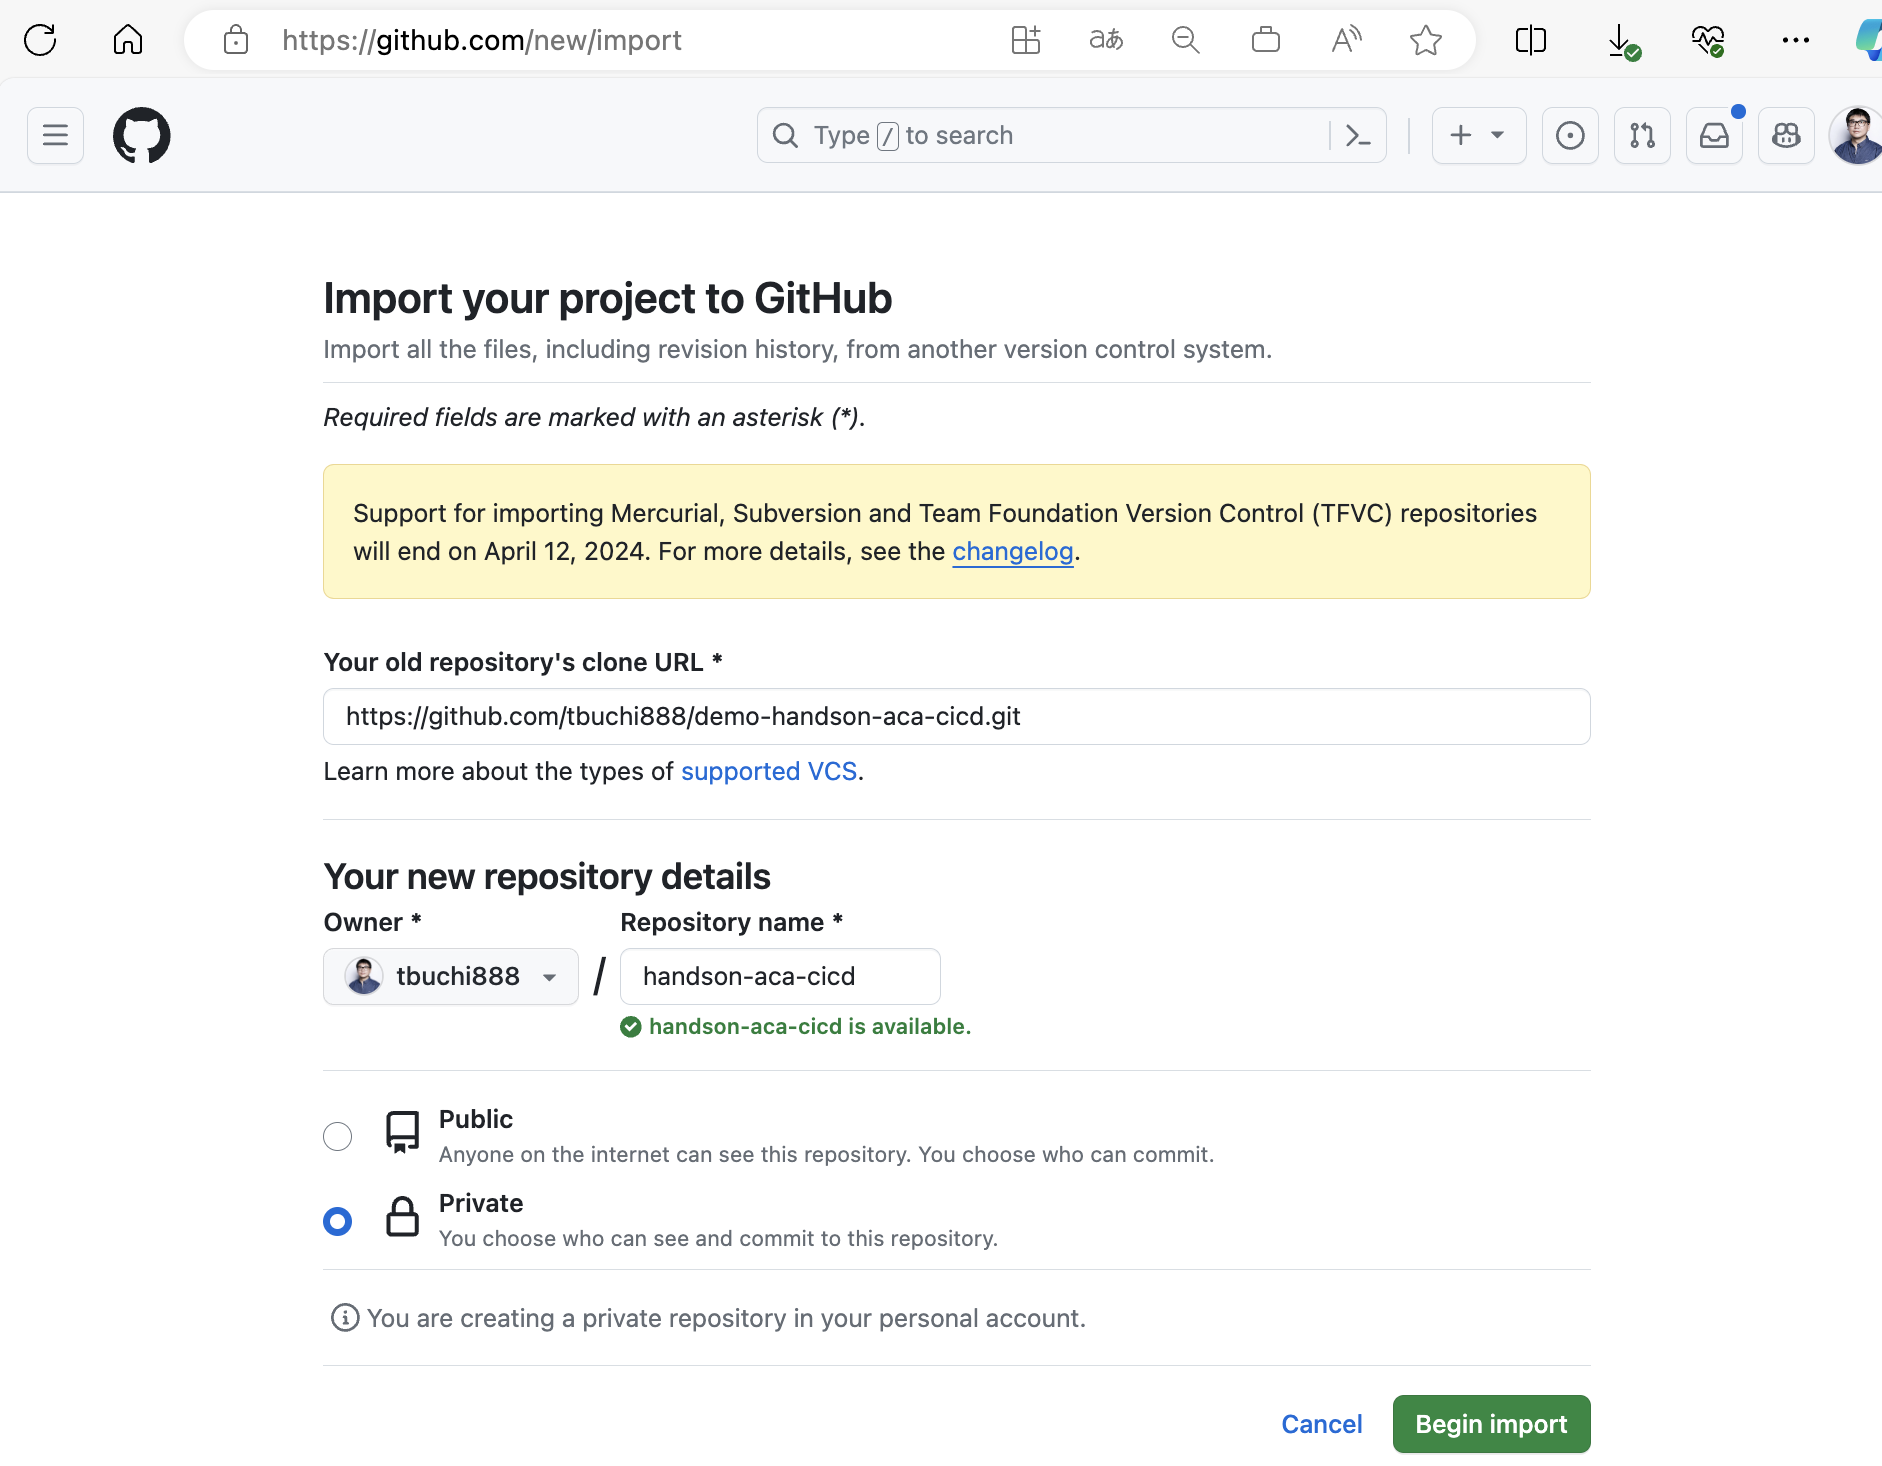 https://github.com/new/import
aあ
A
Type / to search
Import your project to GitHub
Import all the files, including revision history, from another version control system.
Required fields are marked with an asterisk (*).
Support for importing Mercurial, Subversion and Team Foundation Version Control (TFVC) repositories
will end on April 12, 2024. For more details, see the changelog.
Your old repository's clone URL *
https://github.com/tbuchi888/demo-handson-aca-cicd.git
Learn more about the types of supported VCS.
Your new repository details
Owner * Repository name *
tbuchi888 / handson-aca-cicd
handson-aca-cicd is available.
Public
Anyone on the internet can see this repository. You choose who can commit.
Private
You choose who can see and commit to this repository.
You are creating a private repository in your personal account.
Cancel Begin import